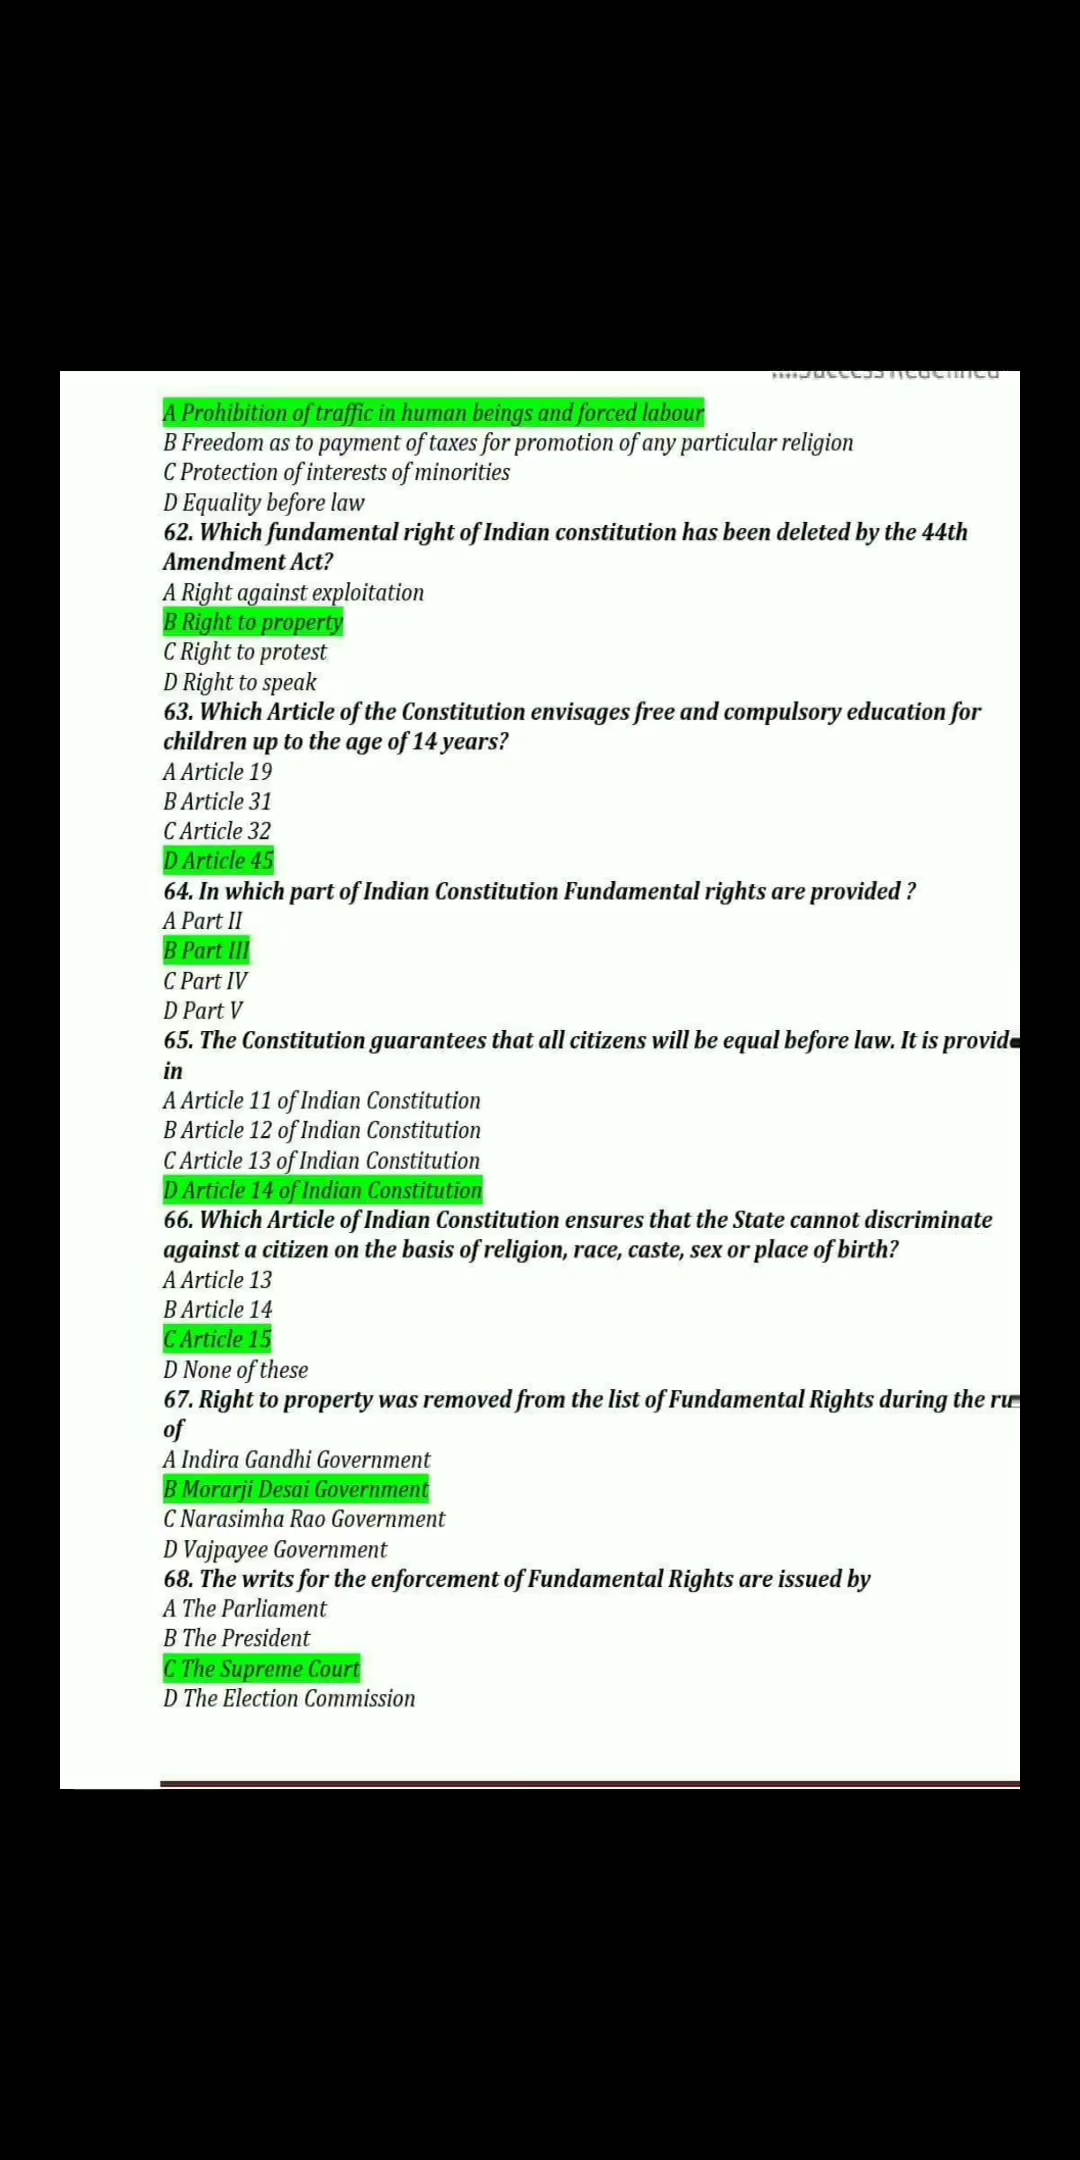 A Prohibition of traffic in human beings and forced labour
B Freedom as to payment of taxes for promotion of any particular religion
C Protection of interests of minorities
D Equality before law
62. Which fundamental right of Indian constitution has been deleted by the 44th
Amendment Act?
A Right against exploitation
B Right to property
C Right to protest
D Right to speak
63. Which Article of the Constitution envisages free and compulsory education for
children up to the age of 14 years?
A Article 19
B Article 31
C Article 32
D Article 45
64. In which part of Indian Constitution Fundamental rights are provided ?
A Part II
B Part III
C Part IV
D Part V
65. The Constitution guarantees that all citizens will be equal before law. It is
in
A Article 11 of Indian Constitution
B Article 12 of Indian Constitution
C Article 13 of Indian Constitution
D Article 14 of Indian Constitution
66. Which Article of Indian Constitution ensures that the State cannot discriminate
against a citizen on the basis of religion, race, caste, sex or place of birth?
A Article 13
B Article 14
C Article 15
D None of these
67. Right to property was removed from the list of Fundamental Rights during the
of
A Indira Gandhi Government
B Morarji Desai Government
C Narasimha Rao Government
D Vajpayee Government
68. The writs for the enforcement of Fundamental Rights are issued by
A The Parliament
B The President
C The Supreme Court
D The Election Commission